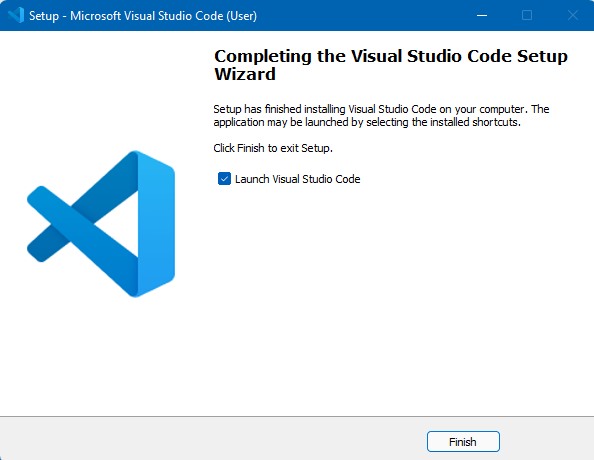 Setup - Microsoft Visual Studio Code (User)
Completing the Visual Studio Code Setup
Wizard
Setup has finished installing Visual Studio Code on your computer. The
application may be launched by selecting the installed shortcuts.
Click Finish to exit Setup.
Launch Visual Studio Code
Finish